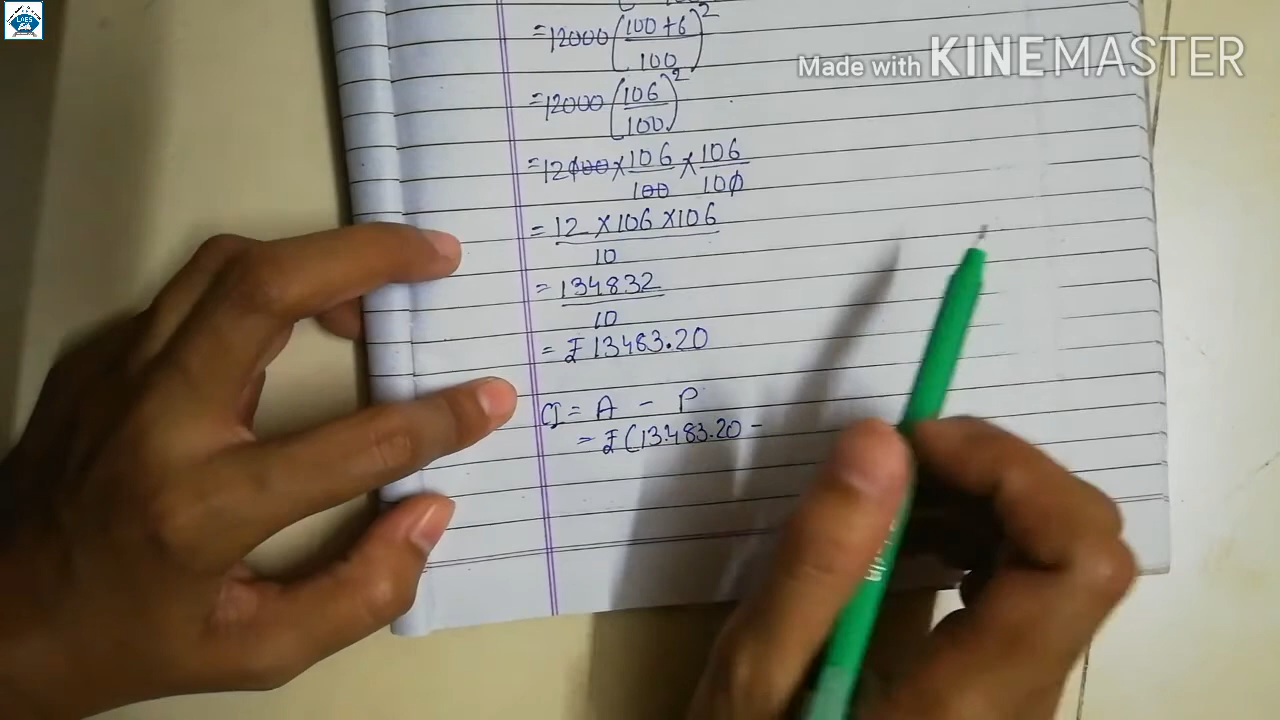 LAES
Made with KINEMASTER
=12000(100+6/100)²
=12000(106/100)²
=12000×106/100×106/100
=12×106×106/10
=134832/10
=₹13483.20
CI=A-P
=₹(13483.20-